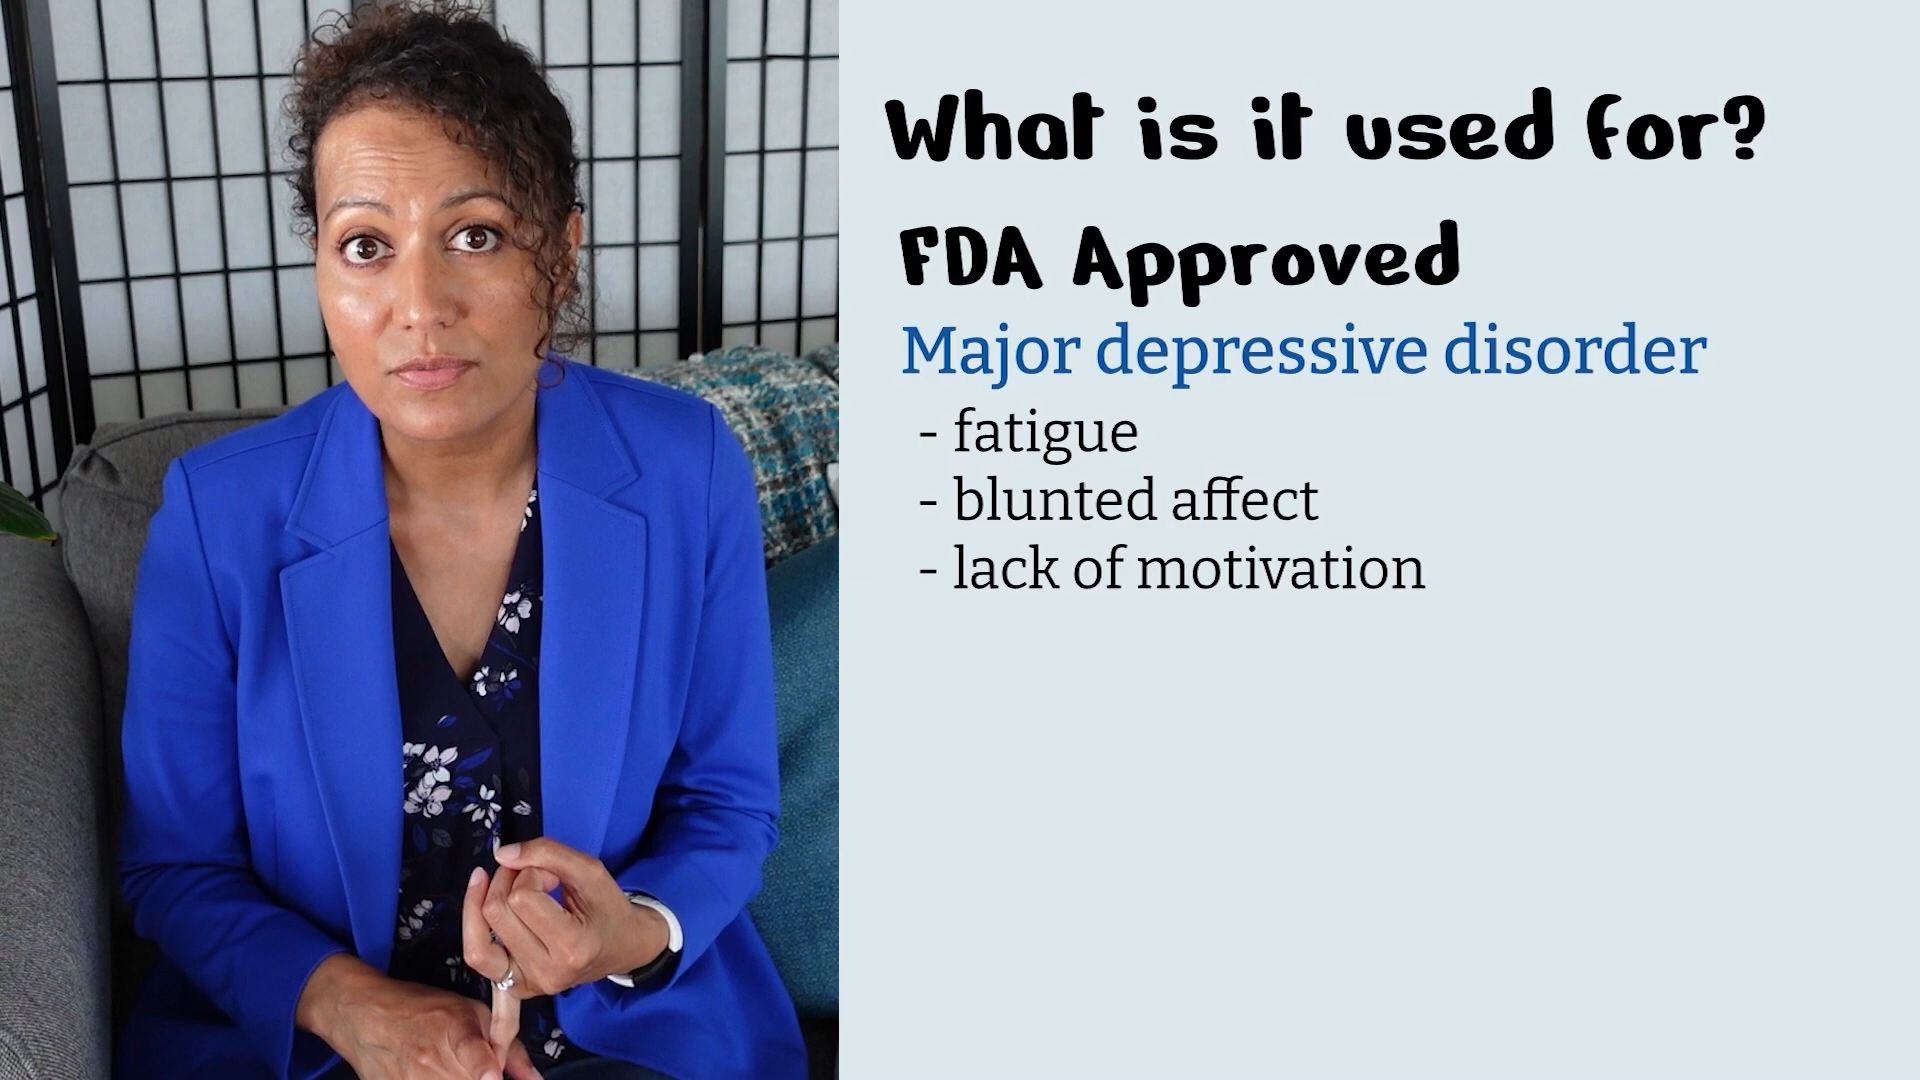 What is it used for?
FDA Approved
Major depressive disorder
- fatigue
- blunted affect
- lack of motivation